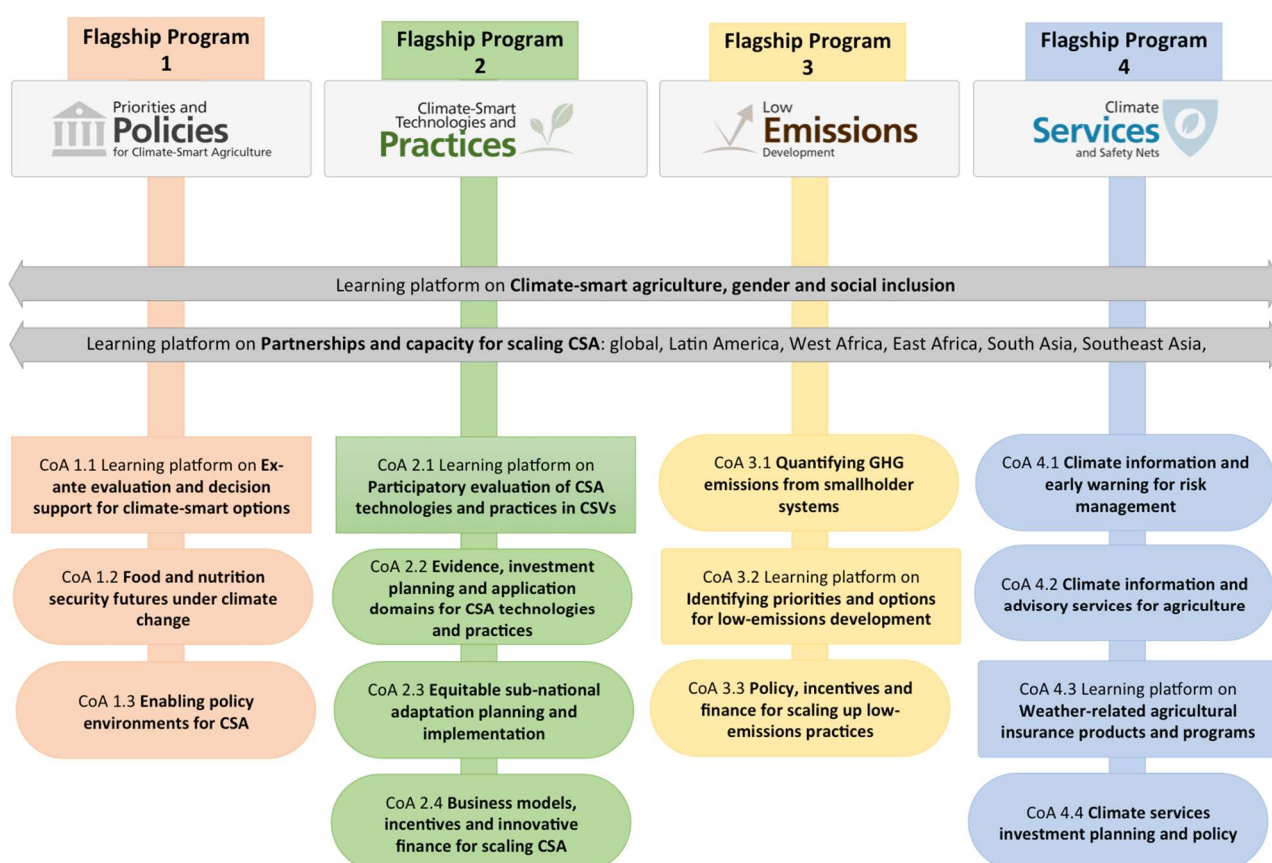 Flagship Program
1
Priorities and
Policies
for Climate-Smart Agriculture
Flagship Program
2
Climate-Smart
Technologies and
Practices
Flagship Program
3
Low
Emissions
Development
Flagship Program
4
Climate
Services
and Safety Nets
Learning platform on Climate-smart agriculture, gender and social inclusion
Learning platform on Partnerships and capacity for scaling CSA: global, Latin America, West Africa, East Africa, South Asia, Southeast Asia,
CoA 1.1 Learning platform on Ex-
ante evaluation and decision
support for climate-smart options
CoA 1.2 Food and nutrition
security futures under climate
change
CoA 1.3 Enabling policy
environments for CSA
CoA 2.1 Learning platform on
Participatory evaluation of CSA
technologies and practices in CSVs
CoA 2.2 Evidence, investment
planning and application
domains for CSA technologies
and practices
CoA 2.3 Equitable sub-national
adaptation planning and
implementation
CoA 2.4 Business models,
incentives and innovative
finance for scaling CSA
CoA 3.1 Quantifying GHG
emissions from smallholder
systems
CoA 3.2 Learning platform on
Identifying priorities and options
for low-emissions development
CoA 3.3 Policy, incentives and
finance for scaling up low-
emissions practices
CoA 4.1 Climate information and
early warning for risk
management
CoA 4.2 Climate information and
advisory services for agriculture
CoA 4.3 Learning platform on
Weather-related agricultural
insurance products and programs
CoA 4.4 Climate services
investment planning and policy